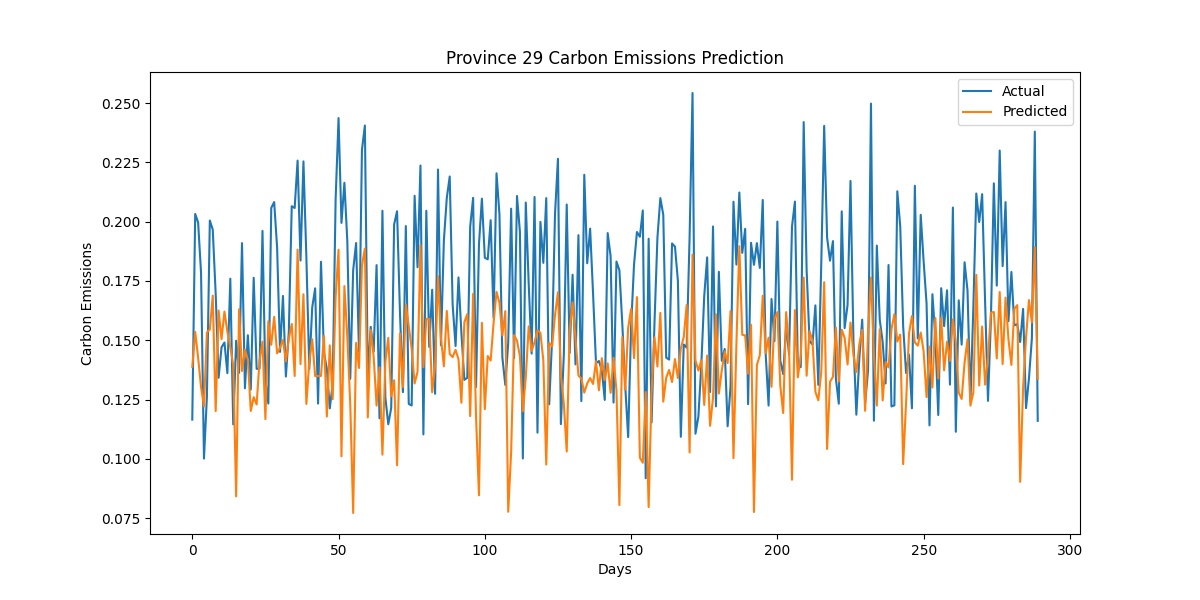 Province 29 Carbon Emissions Prediction
Actual
Predicted
Carbon Emissions
0.250
0.225
0.200
0.175
0.150
0.125
0.100
0.075
0 50 100 150 200 250 300
Days